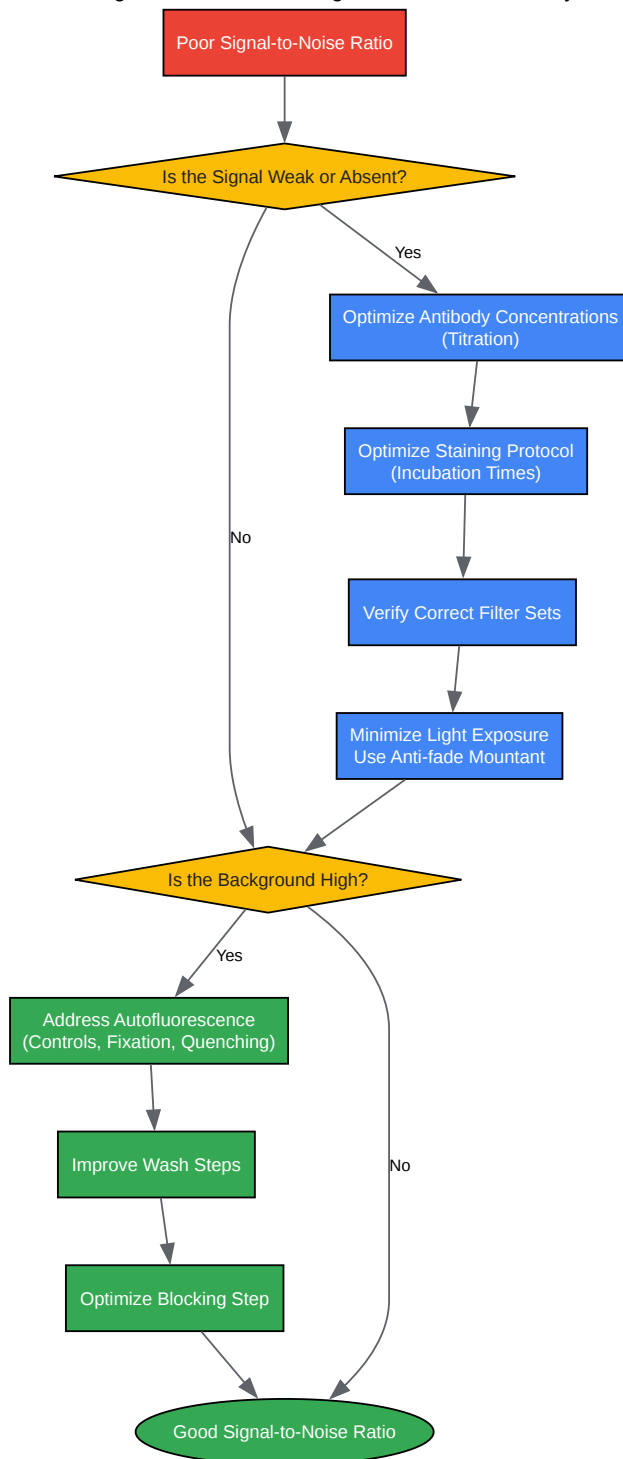 Poor Signal-to-Noise Ratio
Is the Signal Weak or Absent?
Yes
Optimize Antibody Concentrations
(Titration)
Optimize Staining Protocol
(Incubation Times)
No
Verify Correct Filter Sets
Minimize Light Exposure
Use Anti-fade Mountant
Is the Background High?
Yes
Address Autofluorescence
(Controls, Fixation, Quenching)
Improve Wash Steps
No
Optimize Blocking Step
Good Signal-to-Noise Ratio